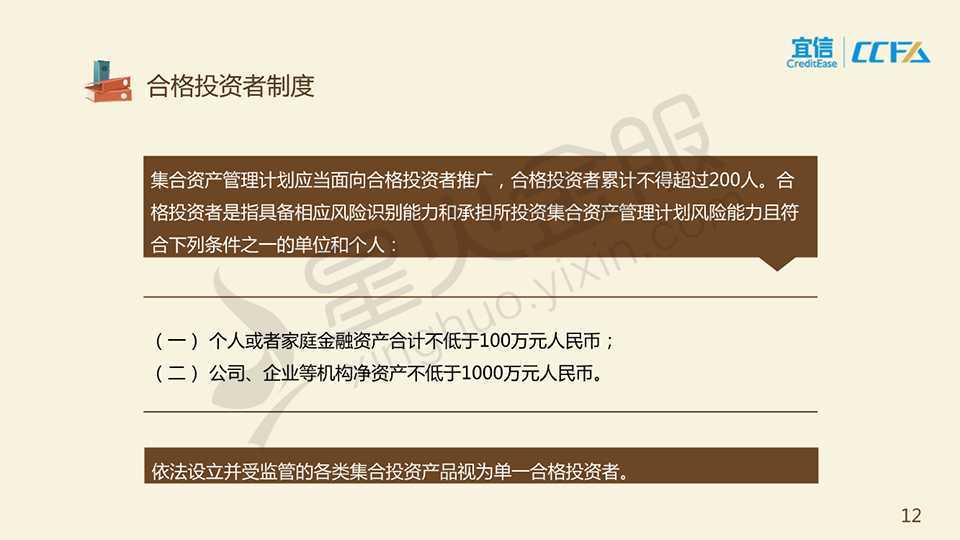 宜信
CreditEase
CCFA
合格投资者制度
集合资产管理计划应当面向合格投资者推广，合格投资者累计不得超过200人。合
格投资者是指具备相应风险识别能力和承担所投资集合资产管理计划风险能力且符
合下列条件之一的单位和个人：
（一） 个人或者家庭金融资产合计不低于100万元人民币；
（二） 公司、企业等机构净资产不低于1000万元人民币。
依法设立并受监管的各类集合投资产品视为单一合格投资者。
星火金服
xinghuo.yixin.com
12